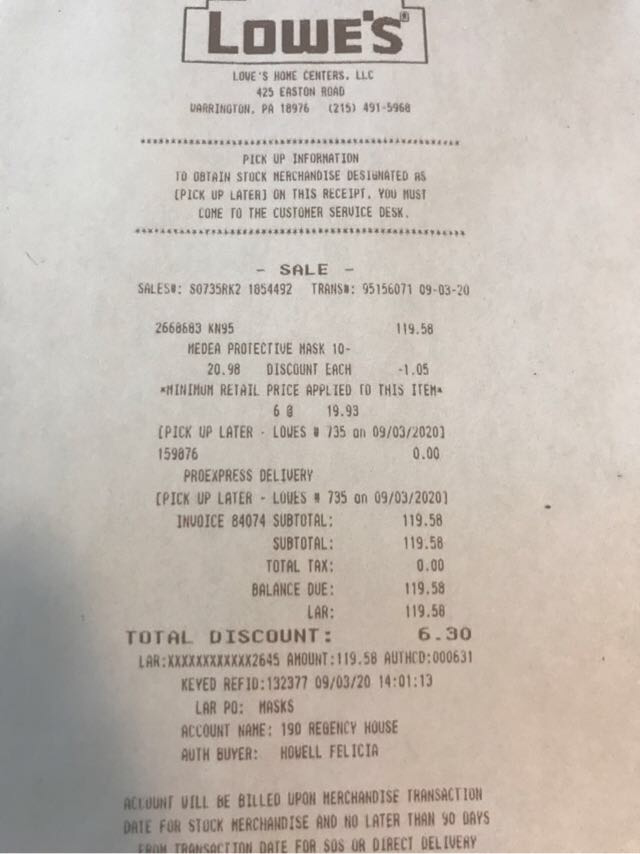 LOWE'S®
LOWE'S HOME CENTERS, LLC
425 EASTON ROAD
WARRINGTON, PA 18976 (215) 491-5968
****************************************************
PICK UP INFORMATION
TO OBTAIN STOCK MERCHANDISE DESIGNATED AS
[PICK UP LATER] ON THIS RECEIPT, YOU MUST
COME TO THE CUSTOMER SERVICE DESK.
****************************************************
- SALE -
SALES#: S0735RK2 1854492 TRANS#: 95156071 09-03-20
2668683 KN95 119.58
MEDEA PROTECTIVE MASK 10-
20.98 DISCOUNT EACH -1.05
*MINIMUM RETAIL PRICE APPLIED TO THIS ITEM*
6 @ 19.93
[PICK UP LATER - LOWES # 735 on 09/03/2020]
159876 0.00
PROEXPRESS DELIVERY
[PICK UP LATER - LOWES # 735 on 09/03/2020]
INVOICE 84074 SUBTOTAL: 119.58
SUBTOTAL: 119.58
TOTAL TAX: 0.00
BALANCE DUE: 119.58
LAR: 119.58
TOTAL DISCOUNT: 6.30
LAR:XXXXXXXXXXXX2645 AMOUNT:119.58 AUTHCD:000631
KEYED REFID:132377 09/03/20 14:01:13
LAR PO: MASKS
ACCOUNT NAME: 190 REGENCY HOUSE
AUTH BUYER: HOWELL FELICIA
ACCOUNT WILL BE BILLED UPON MERCHANDISE TRANSACTION
DATE FOR STOCK MERCHANDISE AND NO LATER THAN 90 DAYS
FROM TRANSACTION DATE FOR SOS OR DIRECT DELIVERY